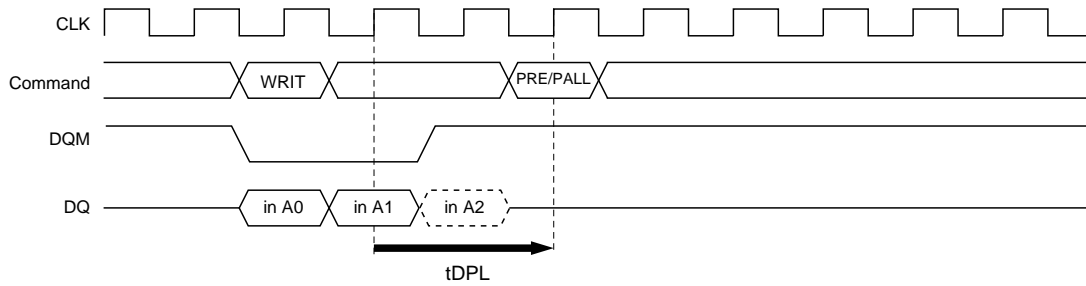 CLK
Command WRIT PRE/PALL
DQM
DQ in A0 in A1 in A2
tDPL